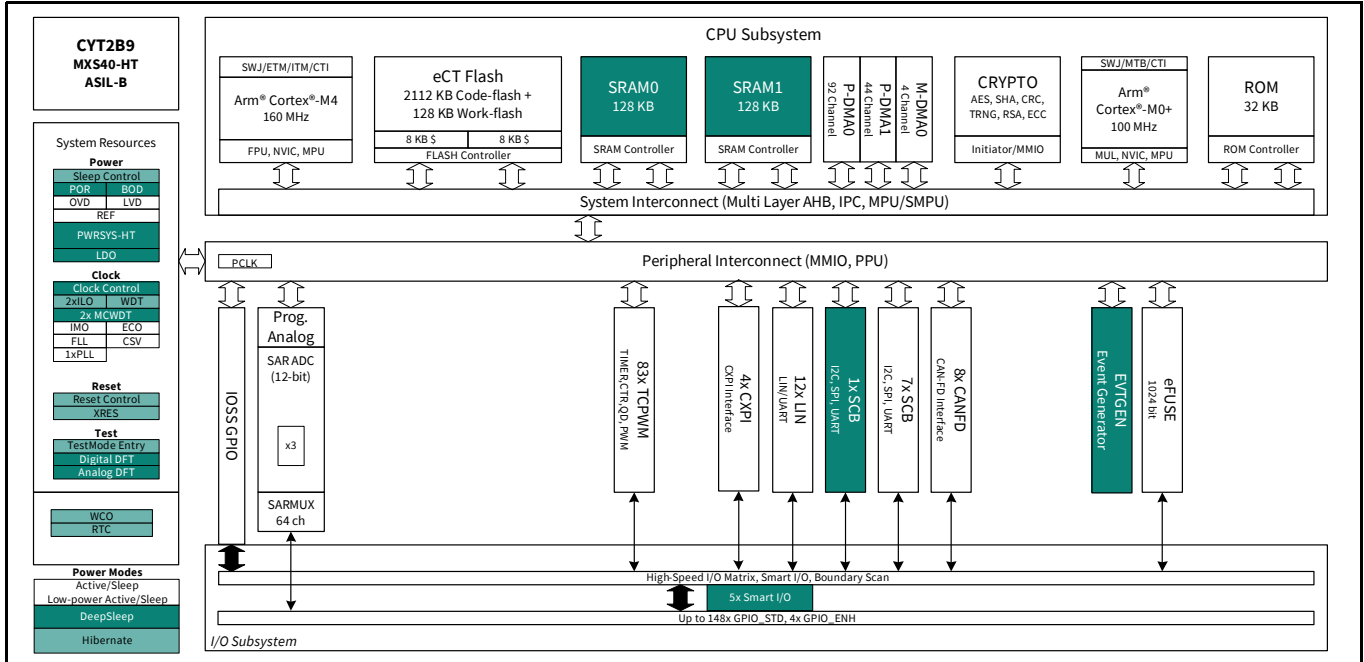 CYT2B9
MXS40-HT
ASIL-B
System Resources
Power
Sleep Control
POR BOD
OVD LVD
REF
PWRSYS-HT
LDO
Clock
Clock Control
2xILO WDT
2x MCWDT
IMO ECO
FLL CSV
1xPLL
Reset
Reset Control
XRES
Test
TestMode Entry
Digital DFT
Analog DFT
WCO
RTC
Power Modes
Active/Sleep
Low-power Active/Sleep
DeepSleep
Hibernate
CPU Subsystem
SWJ/ETM/ITM/CTI
Arm® Cortex®-M4
160 MHz
FPU, NVIC, MPU
eCT Flash
2112 KB Code-flash +
128 KB Work-flash
8 KB $ 8 KB $
FLASH Controller
SRAM0
128 KB
SRAM Controller
SRAM1
128 KB
SRAM Controller
P-DMA0
92 Channel
P-DMA1
44 Channel
M-DMA0
4 Channel
CRYPTO
AES, SHA, CRC,
TRNG, RSA, ECC
Initiator/MMIO
SWJ/MTB/CTI
Arm®
Cortex®-M0+
100 MHz
MUL, NVIC, MPU
ROM
32 KB
ROM Controller
System Interconnect (Multi Layer AHB, IPC, MPU/SMPU)
PCLK
Peripheral Interconnect (MMIO, PPU)
IOSS GPIO
Prog.
Analog
SAR ADC
(12-bit)
x3
SARMUX
64 ch
83x TCPWM
TIMER,CTR,QD, PWM
4x CXPI
CXPI Interface
12x LIN
LIN/UART
1x SCB
I2C, SPI, UART
7x SCB
I2C, SPI, UART
8x CANFD
CAN-FD Interface
EVTGEN
Event Generator
eFUSE
1024 bit
High-Speed I/O Matrix, Smart I/O, Boundary Scan
5x Smart I/O
Up to 148x GPIO_STD, 4x GPIO_ENH
I/O Subsystem